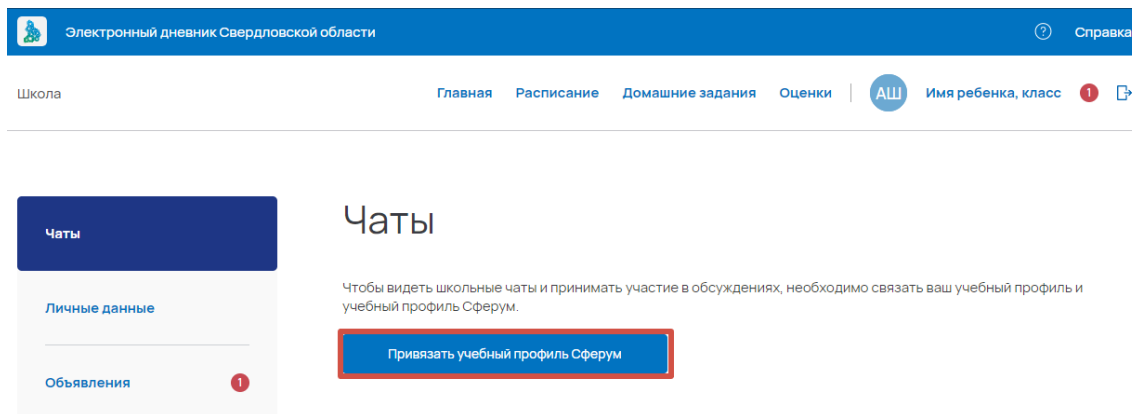 Электронный дневник Свердловской области
? Справка
Школа
Главная Расписание Домашние задания Оценки АШ Имя ребенка, класс 1
Чаты
Личные данные
Объявления 1
Чаты
Чтобы видеть школьные чаты и принимать участие в обсуждениях, необходимо связать ваш учебный профиль и
учебный профиль Сферум.
Привязать учебный профиль Сферум